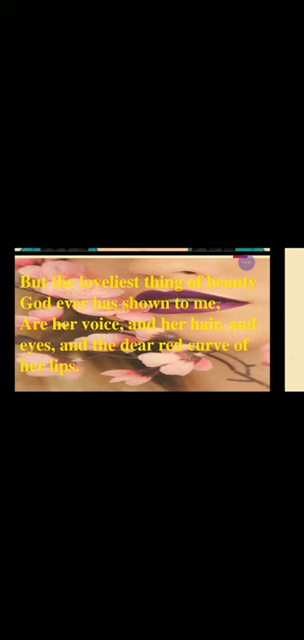 But the loveliest thing of beauty
God ever has shown to me,
Are her voice, and her hair, and
eyes, and the dear red curve of
her lips.